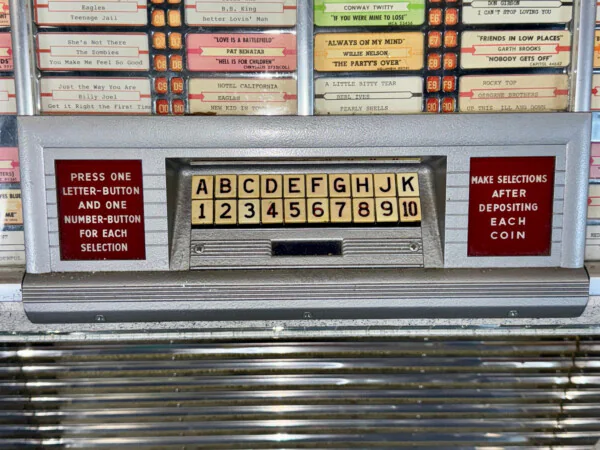 Eagles
Teenage Jail
B.B. King
better Lovin' Man
CONWAY TWITTY
"IF YOU WERE MINE TO LOSE"
DON GIBSON
I CAN'T STOP LOVING YOU
She's Not There
The Zombies
You Make Me Feel So Good
"LOVE IS A BATTLEFIELD"
PAT BENATAR
"HELL IS FOR CHILDREN"
"ALWAYS ON MY MIND"
WILLIE NELSON
"THE PARTY'S OVER"
"FRIENDS IN LOW PLACES"
GARTH BROOKS
"NOBODY GETS OFF"
Just the Way You Are
Billy Joel
Get it Right the First Time
HOTEL CALIFORNIA
EAGLES
NEW KID IN
A LITTLE BITTY TEAR
BURL IVES
PEARLY SHELLS
ROCKY TOP
OSBORNE BROTHERS
PRESS ONE
LETTER-BUTTON
AND ONE
NUMBER-BUTTON
FOR EACH
SELECTION
A B C D E F G H J K
1 2 3 4 5 6 7 8 9 10
MAKE SELECTIONS
AFTER
DEPOSITING
EACH
COIN